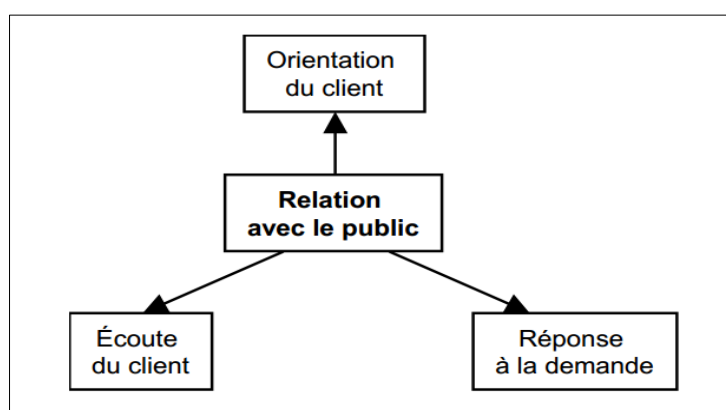 Orientation
du client
Relation
avec le public
Écoute
du client
Réponse
à la demande